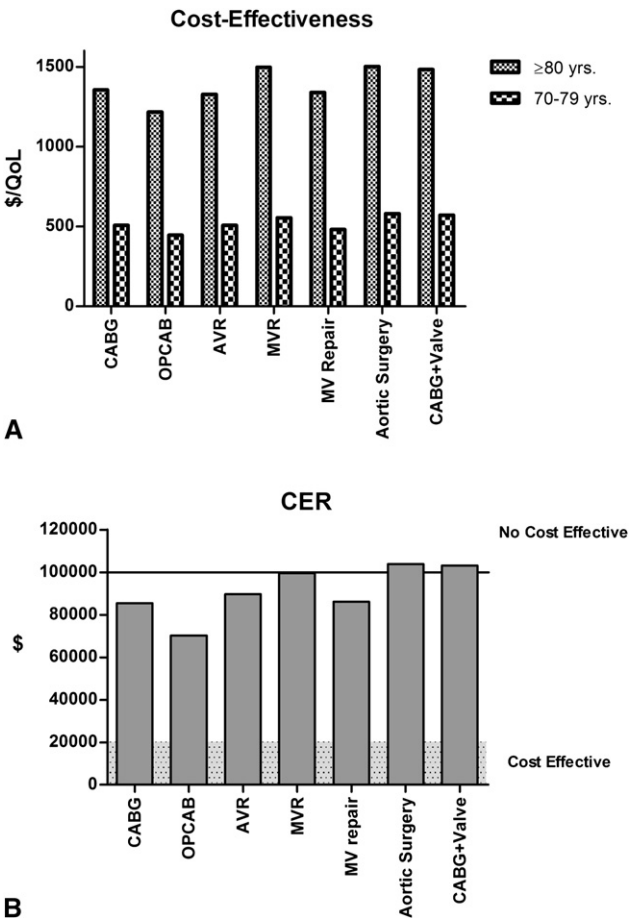 Cost-Effectiveness
$/QoL
1500
1000
500
0
≥80 yrs.
70-79 yrs.
CABG
OPCAB
AVR
MVR
MV Repair
Aortic Surgery
CABG+Valve
A
CER
$
120000
100000
80000
60000
40000
20000
0
No Cost Effective
Cost Effective
CABG
OPCAB
AVR
MVR
MV repair
Aortic Surgery
CABG+Valve
B